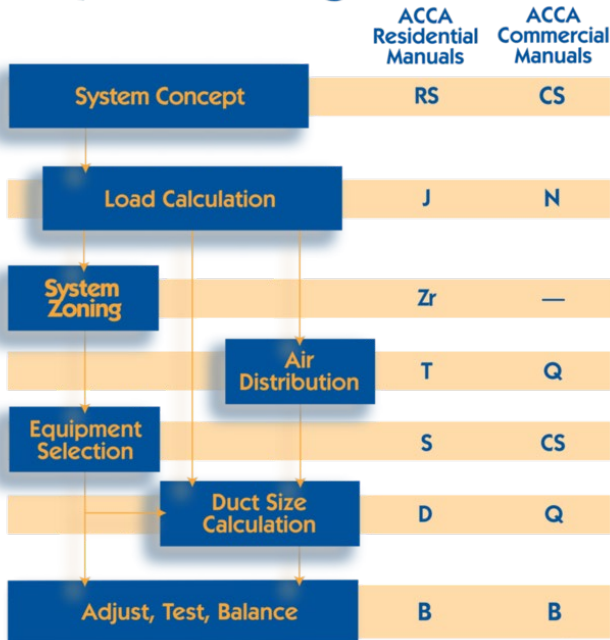 ACCA Residential Manuals
ACCA Commercial Manuals
System Concept RS CS
Load Calculation J N
System Zoning Zr —
Air Distribution T Q
Equipment Selection S CS
Duct Size Calculation D Q
Adjust, Test, Balance B B